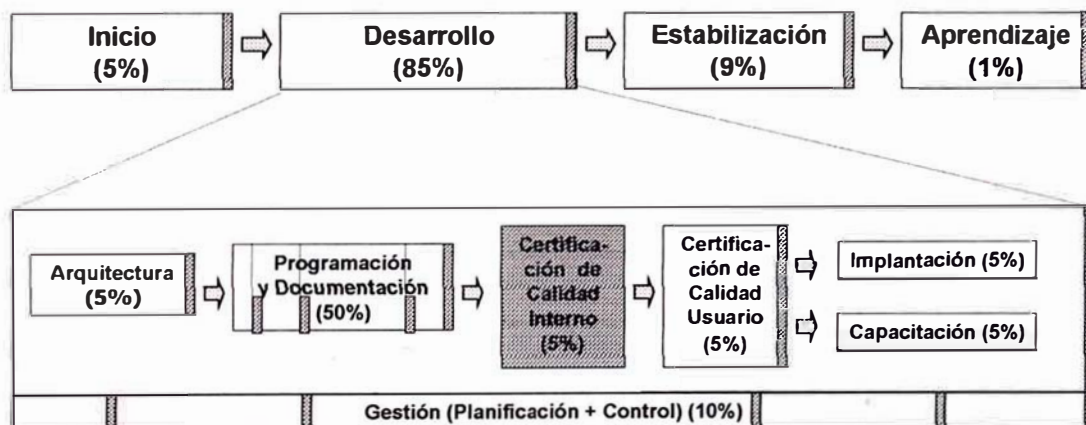 Inicio
(5%)
Desarrollo
(85%)
Estabilización
(9%)
Aprendizaje
(1%)
Arquitectura
(5%)
Programación
y Documentación
(50%)
Certifica-
ción de
Calidad
Interno
(5%)
Certifica-
ción de
Calidad
Usuario
(5%)
Implantación (5%)
Capacitación (5%)
Gestión (Planificación + Control) (10%)